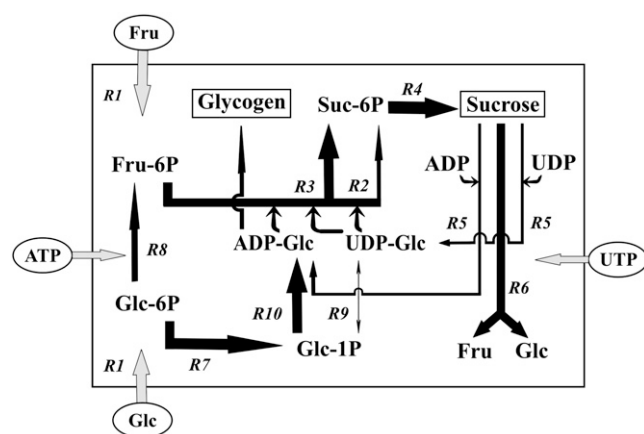 Fru
R1
Glycogen
Suc-6P
R4
Sucrose
Fru-6P
R3
R2
ADP
UDP
ATP
R8
ADP-Glc
UDP-Glc
R5
R5
UTP
Glc-6P
R10
R9
R6
R1
R7
Glc-1P
Fru
Glc
Glc